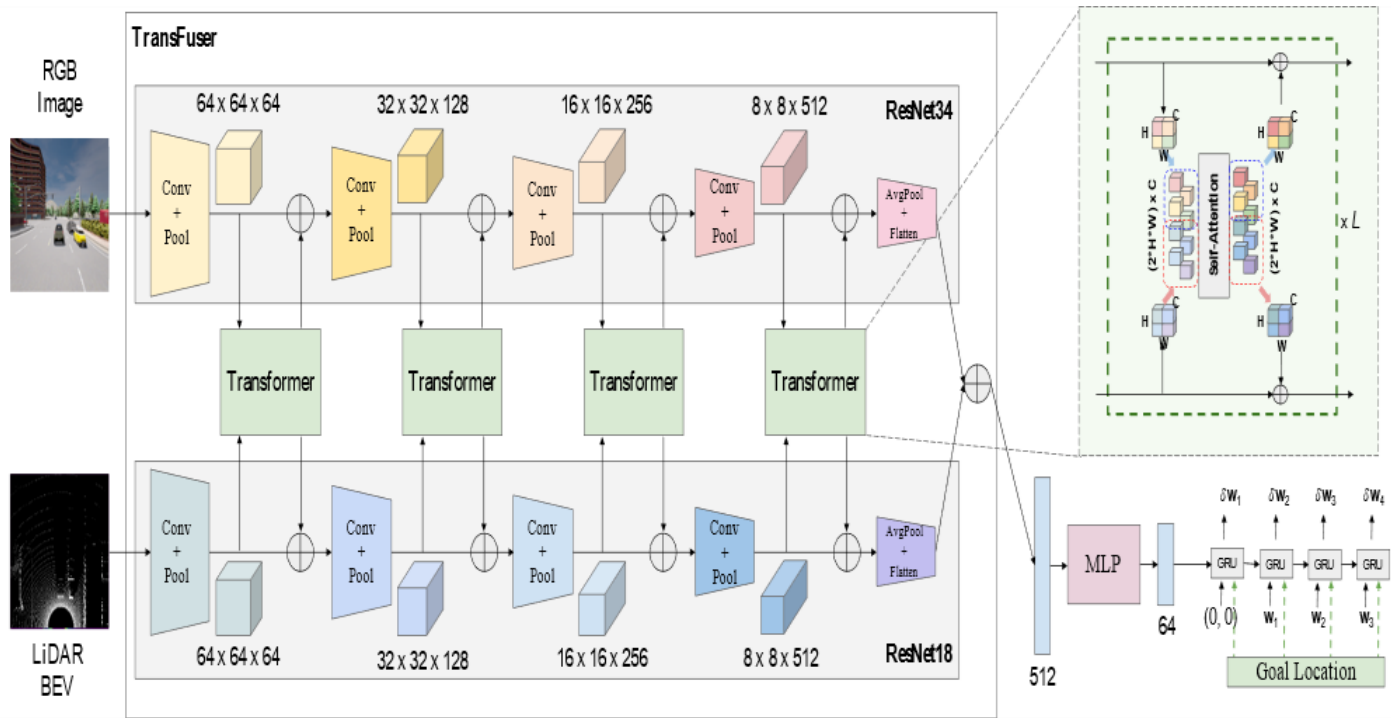 TransFuser
RGB
Image
64 x 64 x 64
32 x 32 x 128
16 x 16 x 256
8 x 8 x 512
ResNet34
Conv
+
Pool
Conv
+
Pool
Conv
+
Pool
Conv
+
Pool
AvgPool
+
Flatten
Transformer
Transformer
Transformer
Transformer
Conv
+
Pool
Conv
+
Pool
Conv
+
Pool
Conv
+
Pool
AvgPool
+
Flatten
64 x 64 x 64
32 x 32 x 128
16 x 16 x 256
8 x 8 x 512
ResNet18
LiDAR
BEV
H
C
W
H
C
W
(2*H*W) x C
Self-Attention
(2*H*W) x C
x L
H
C
W
H
C
W
512
MLP
64
δw₁
δw₂
δw₃
δw₄
GRU
GRU
GRU
GRU
(0, 0)
w₁
w₂
w₃
Goal Location